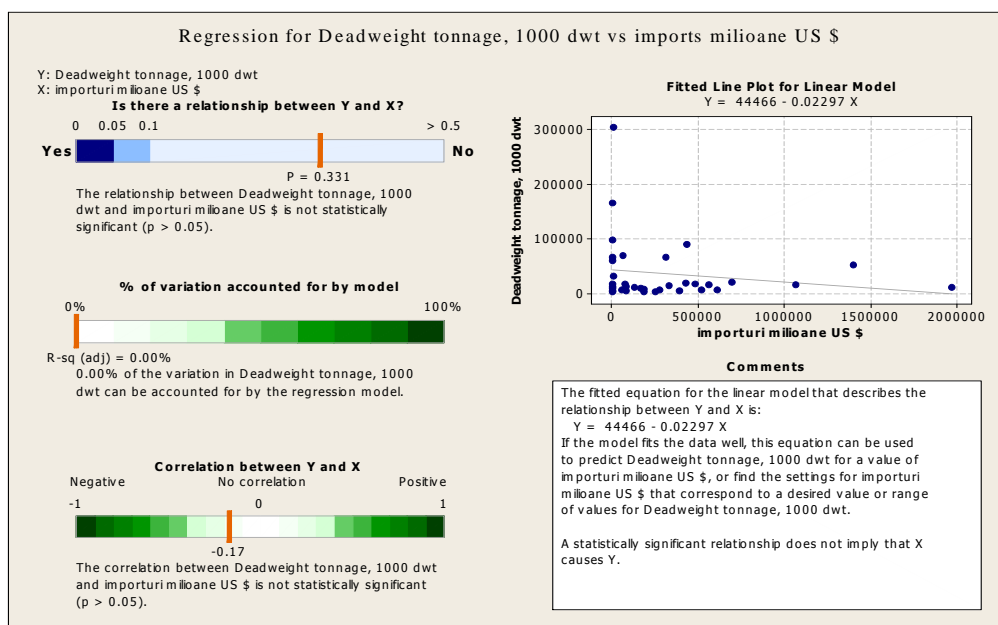 Regression for Deadweight tonnage, 1000 dwt vs imports milioane US $
Y: Deadweight tonnage, 1000 dwt
X: importuri milioane US $
Is there a relationship between Y and X?
0 0.05 0.1 > 0.5
Yes No
P = 0.331
The relationship between Deadweight tonnage, 1000
dwt and importuri milioane US $ is not statistically
significant (p > 0.05).
% of variation accounted for by model
0% 100%
R-sq (adj) = 0.00%
0.00% of the variation in Deadweight tonnage, 1000
dwt can be accounted for by the regression model.
Correlation between Y and X
Negative No correlation Positive
-1 0 1
-0.17
The correlation between Deadweight tonnage, 1000 dwt
and importuri milioane US $ is not statistically significant
(p > 0.05).
Fitted Line Plot for Linear Model
Y = 44466 - 0.02297 X
Deadweight tonnage, 1000 dwt
300000
200000
100000
0
0 500000 1000000 1500000 2000000
importuri milioane US $
Comments
The fitted equation for the linear model that describes the
relationship between Y and X is:
Y = 44466 - 0.02297 X
If the model fits the data well, this equation can be used
to predict Deadweight tonnage, 1000 dwt for a value of
importuri milioane US $, or find the settings for importuri
milioane US $ that correspond to a desired value or range
of values for Deadweight tonnage, 1000 dwt.
A statistically significant relationship does not imply that X
causes Y.